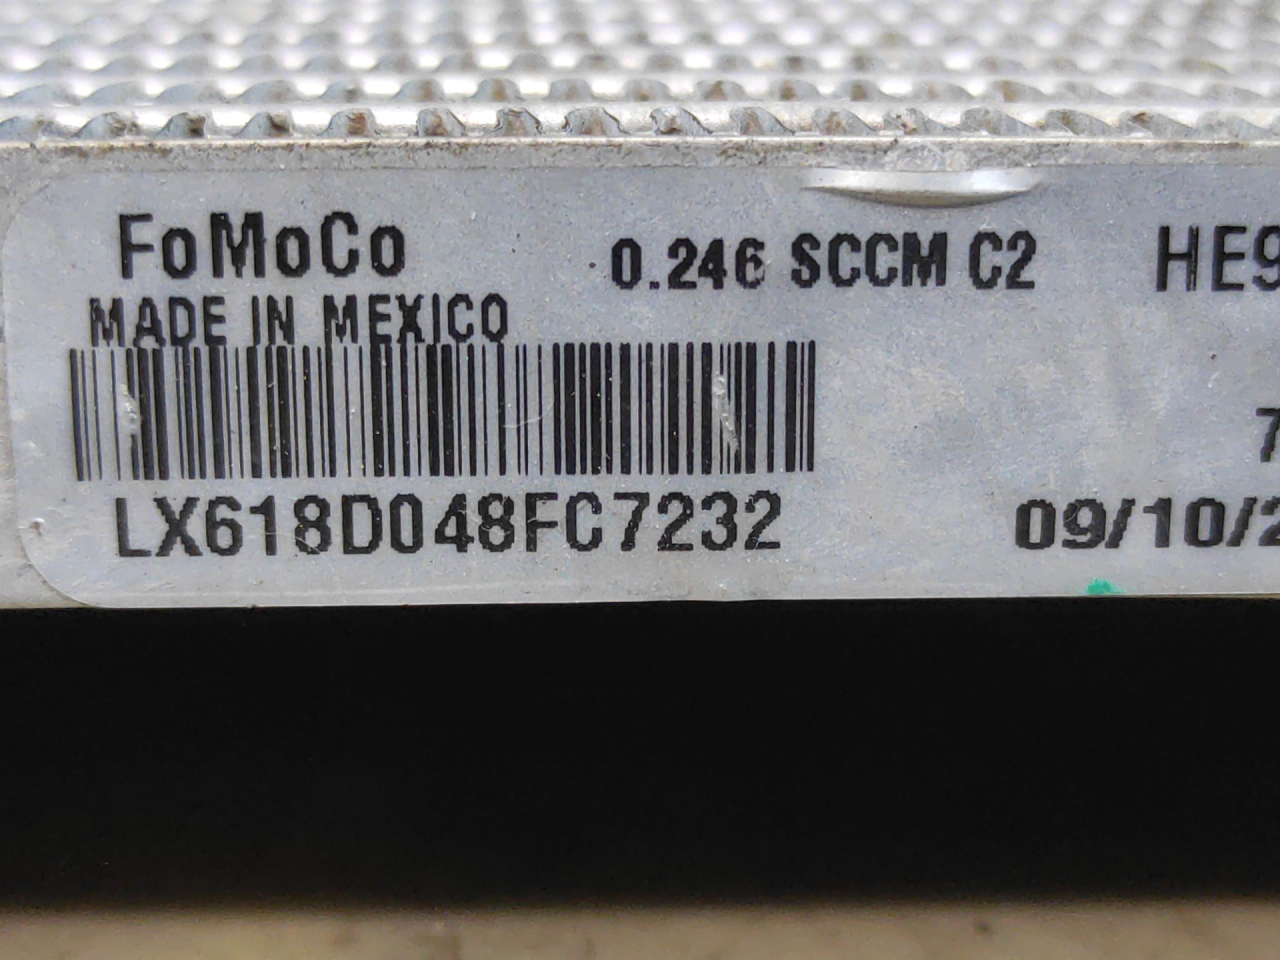 FoMoCo 0.246 SCCM C2 HE9
MADE IN MEXICO
7
LX618D048FC7232 09/10/2